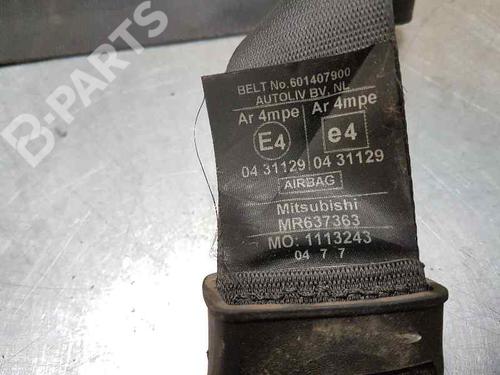 BELT No.601407900
AUTOLIV BV. NL
Ar 4mpe Ar 4mpe
E4 e4
04 31129 04 31129
AIRBAG
Mitsubishi
MR637363
MO: 1113243
04 7 7
B-PARTS
B-PARTS